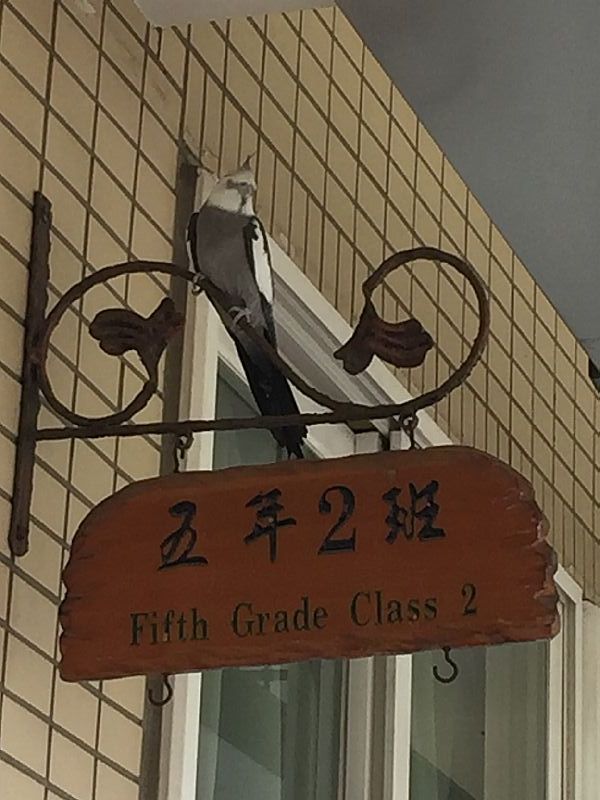 五年2班
Fifth Grade Class 2